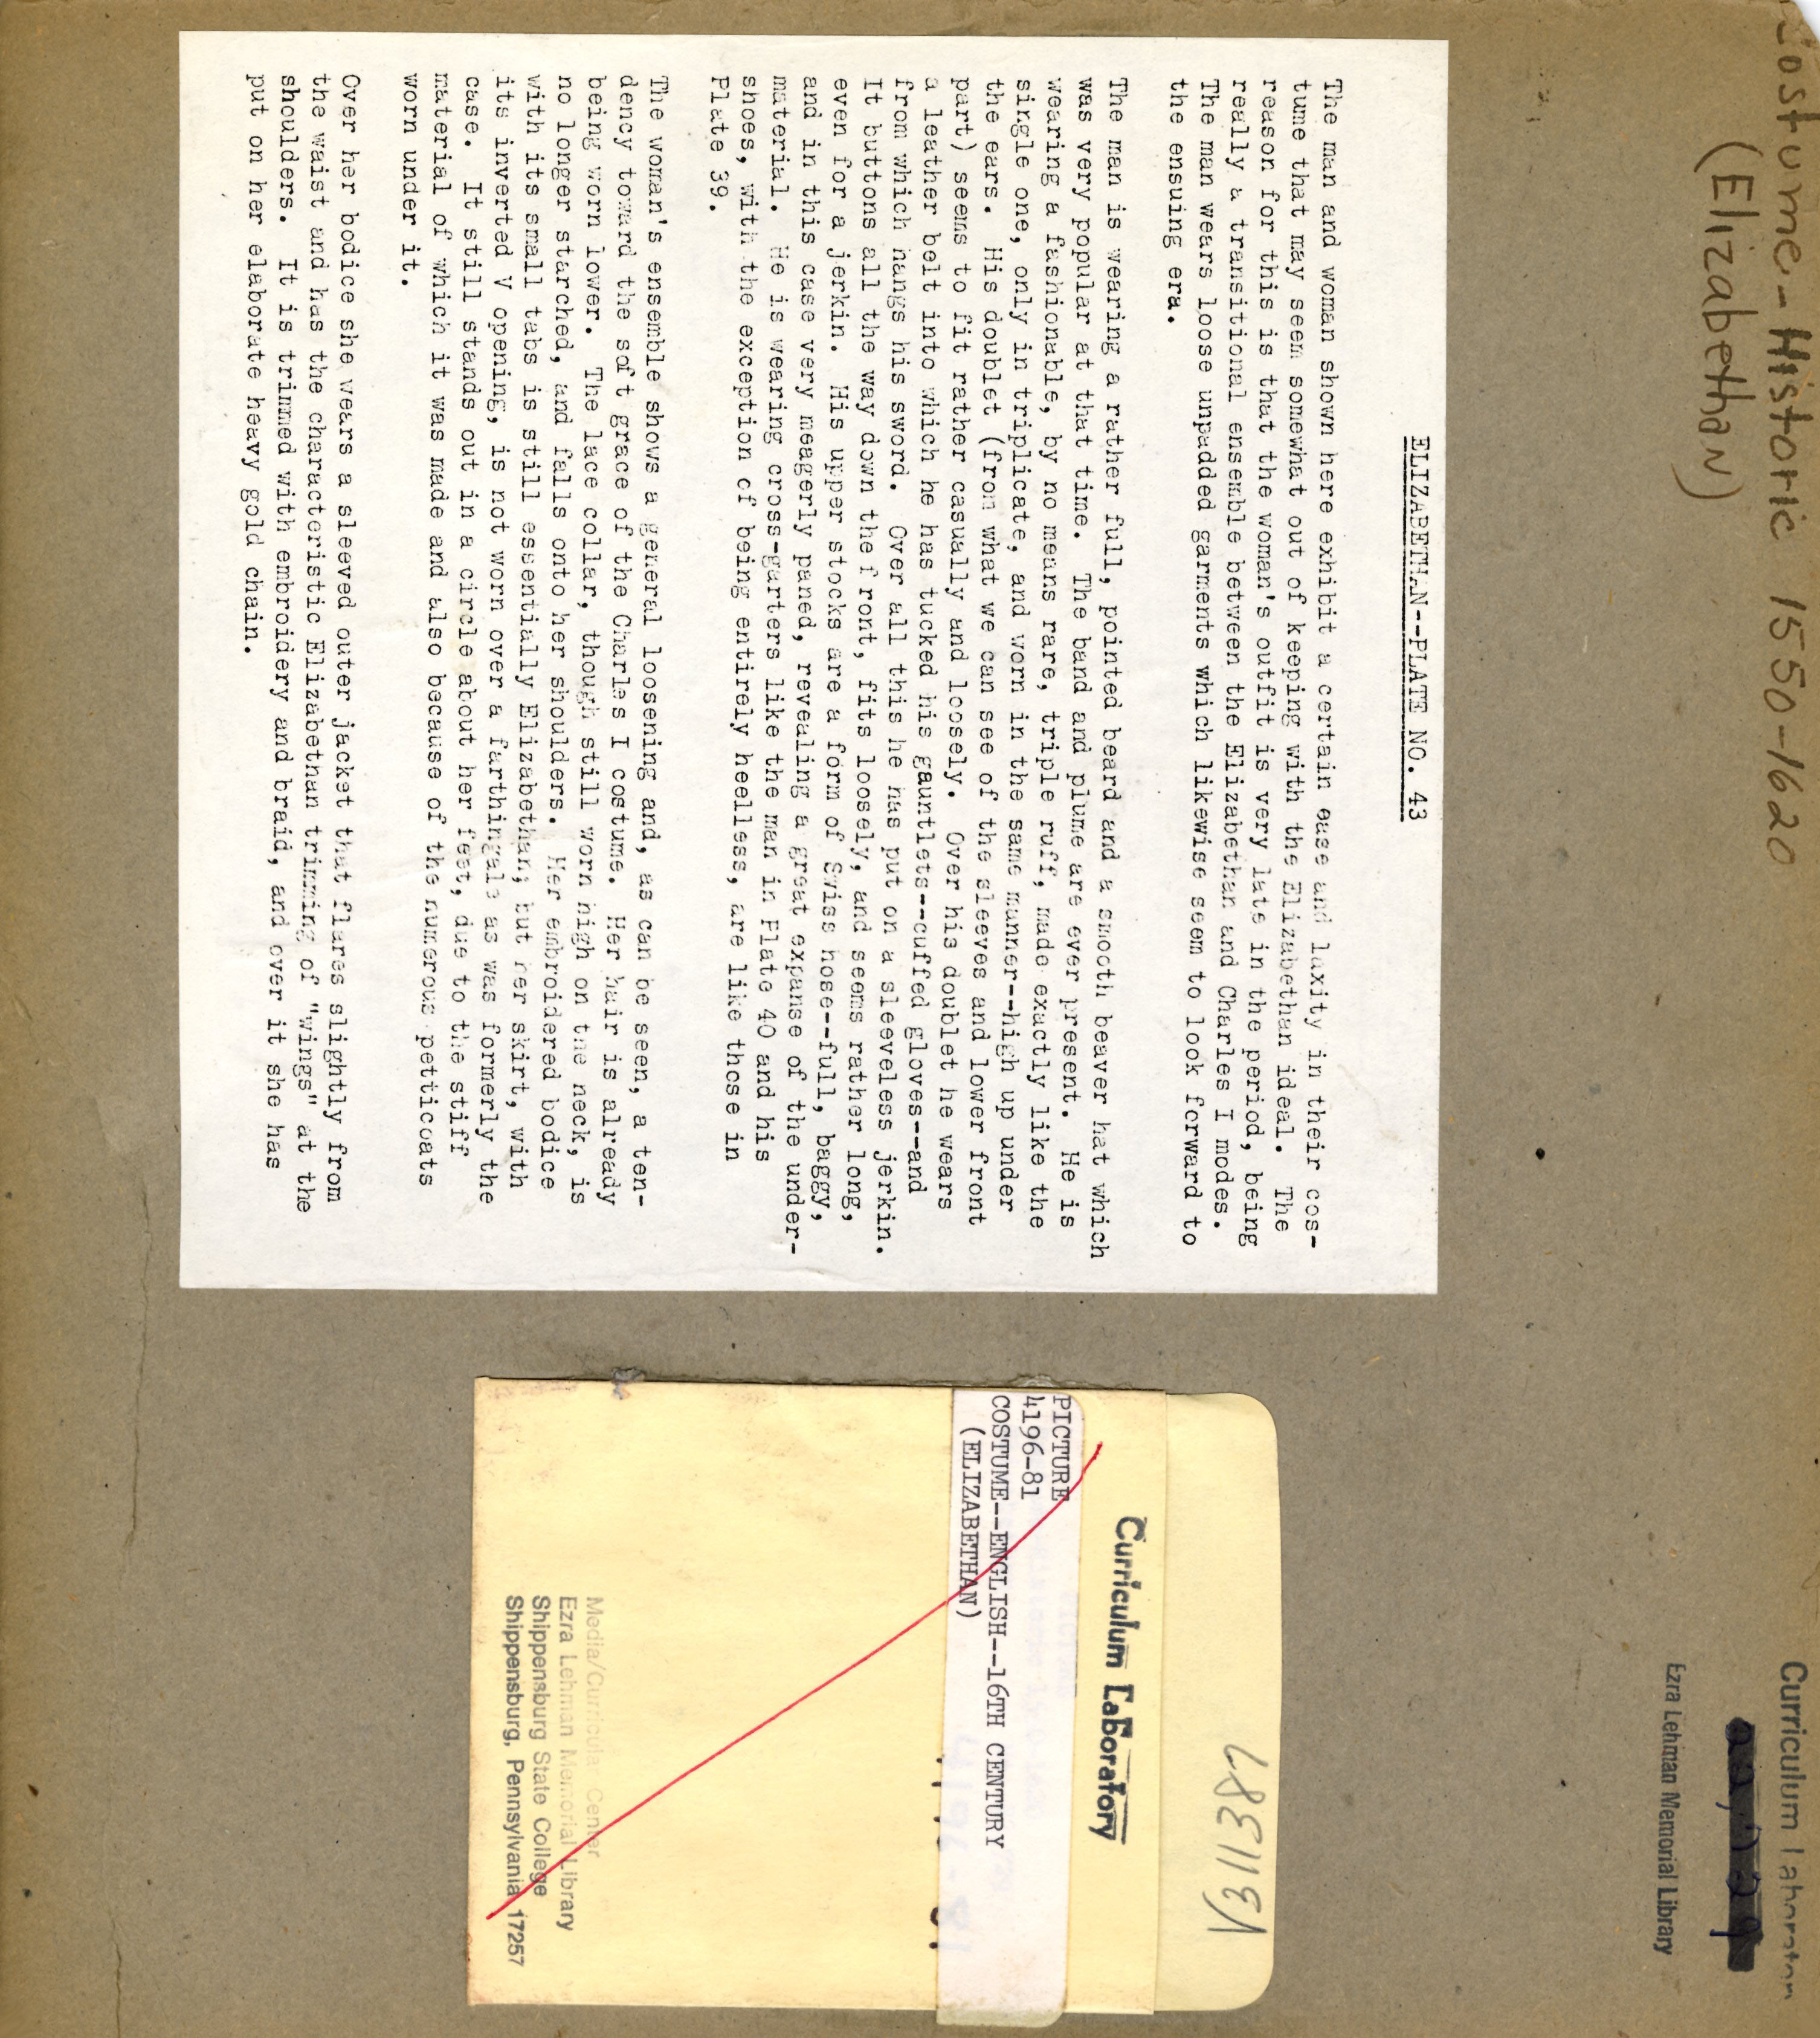 Costume-Historic 1550-1620
(Elizabethan)
Curriculum Laboratory
Ezra Lehman Memorial Library
ELIZABETHAN--PLATE NO. 43
The man and woman shown here exhibit a certain ease and laxity in their cos-
tume that may seem somewhat out of keeping with the Elizabethan ideal. The
reason for this is that the woman's outfit is very late in the period, being
really a transitional ensemble between the Elizabethan and Charles I modes.
The man wears loose unpadded garments which likewise seem to look forward to
the ensuing era.
The man is wearing a rather full, pointed beard and a smooth beaver hat which
was very popular at that time. The band and plume are ever present. He is
wearing a fashionable, by no means rare, triple ruff, made exactly like the
single one, only in triplicate, and worn in the same manner--high up under
the ears. His doublet (from what we can see of the sleeves and lower front
part) seems to fit rather casually and loosely. Over his doublet he wears
a leather belt into which he has tucked his gauntlets--cuffed gloves--and
from which hangs his sword. Over all this he has put on a sleeveless jerkin.
It buttons all the way down the front, fits loosely, and seems rather long,
even for a jerkin. His upper stocks are a form of Swiss hose--full, baggy,
and in this case very meagerly paned, revealing a great expanse of the under-
material. He is wearing cross-garters like the man in Plate 40 and his
shoes, with the exception of being entirely heelless, are like those in
Plate 39.
The woman's ensemble shows a general loosening and, as can be seen, a ten-
dency toward the soft grace of the Charles I costume. Her hair is already
being worn lower. The lace collar, though still worn high on the neck, is
no longer starched, and falls onto her shoulders. Her embroidered bodice
with its small tabs is still essentially Elizabethan; but her skirt, with
its inverted V opening, is not worn over a farthingale as was formerly the
case. It still stands out in a circle about her feet, due to the stiff
material of which it was made and also because of the numerous petticoats
worn under it.
Over her bodice she wears a sleeved outer jacket that flares slightly from
the waist and has the characteristic Elizabethan trimming of "wings" at the
shoulders. It is trimmed with embroidery and braid, and over it she has
put on her elaborate heavy gold chain.
V311387
Curriculum Laboratory
PICTURE
4196-81
COSTUME--ENGLISH--16TH CENTURY
(ELIZABETHAN)
Media/Curricular Center
Ezra Lehman Memorial Library
Shippensburg State College
Shippensburg, Pennsylvania 17257